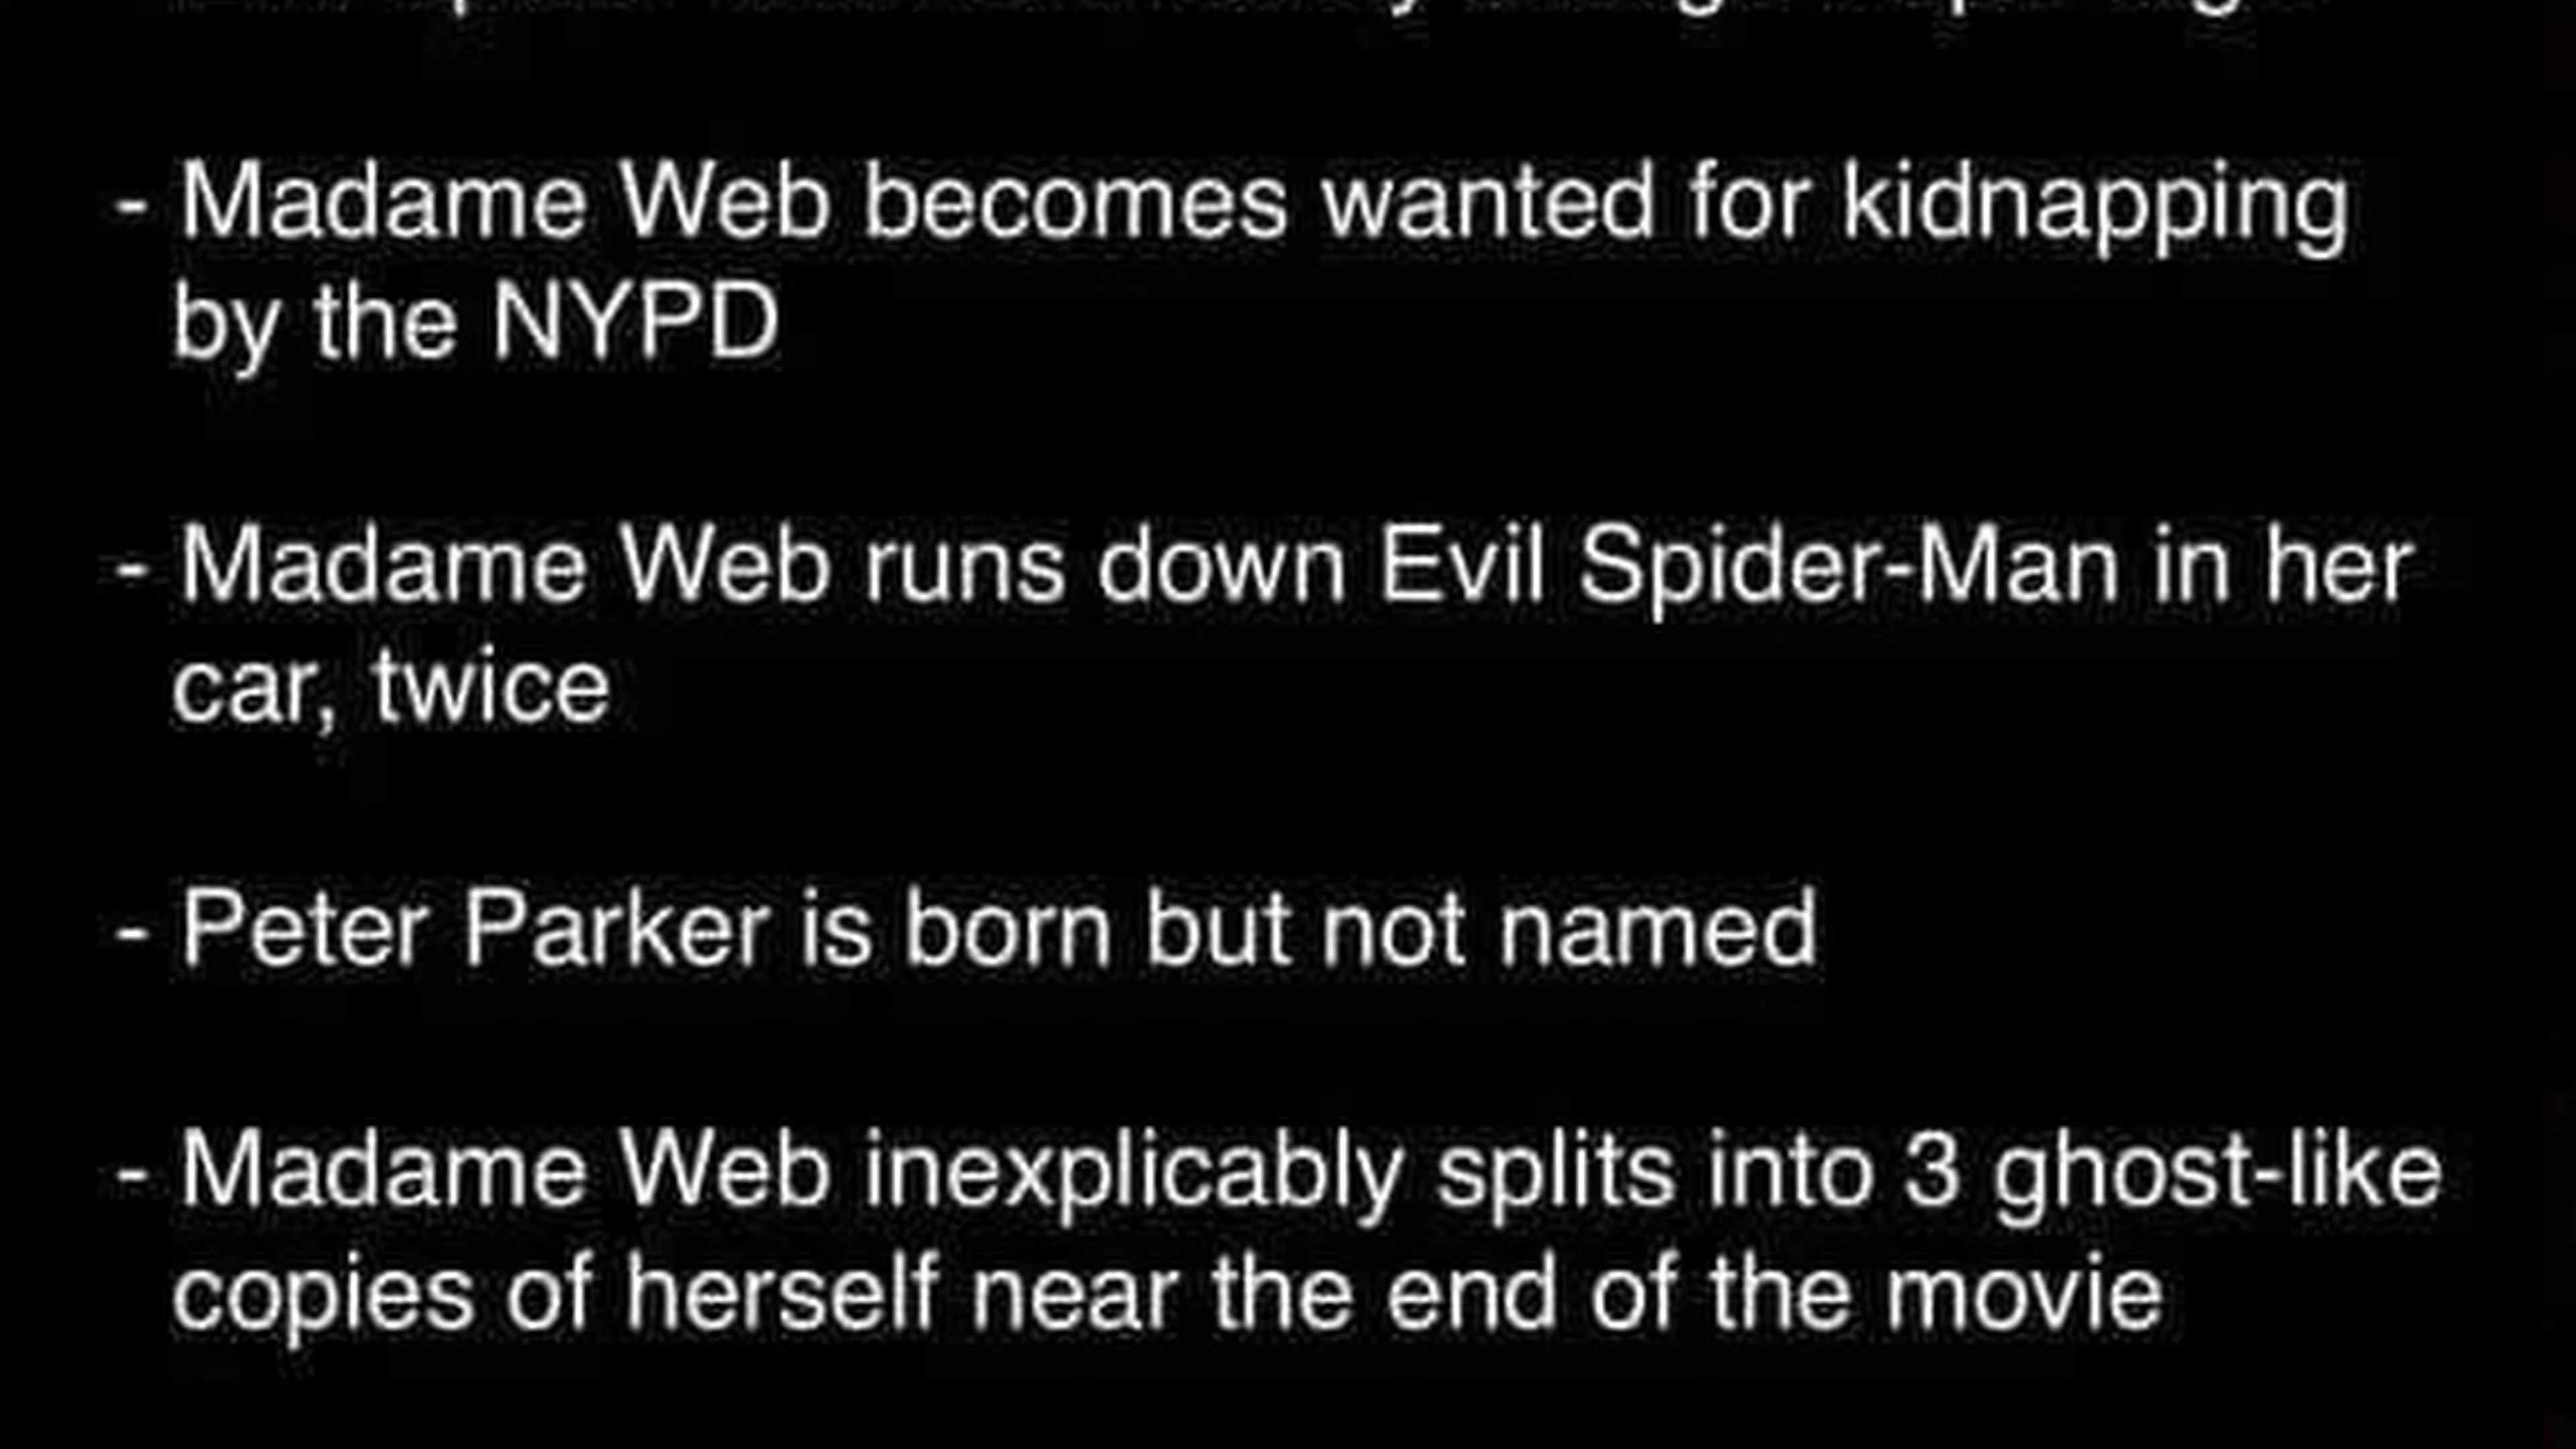 - Madame Web becomes wanted for kidnapping
by the NYPD
- Madame Web runs down Evil Spider-Man in her
car, twice
- Peter Parker is born but not named
- Madame Web inexplicably splits into 3 ghost-like
copies of herself near the end of the movie